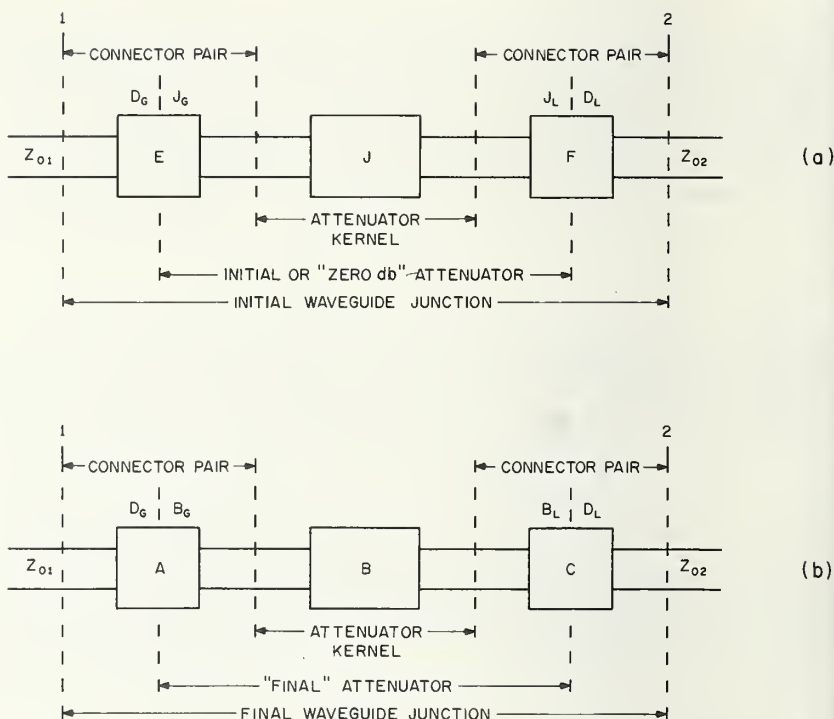 1 2
CONNECTOR PAIR CONNECTOR PAIR
D_G J_G J_L D_L
Z_01 E J F Z_02 (a)
ATTENUATOR
KERNEL
INITIAL OR "ZERO db" ATTENUATOR
INITIAL WAVEGUIDE JUNCTION
1 2
CONNECTOR PAIR CONNECTOR PAIR
D_G B_G B_L D_L
Z_01 A B C Z_02 (b)
ATTENUATOR
KERNEL
"FINAL" ATTENUATOR
FINAL WAVEGUIDE JUNCTION